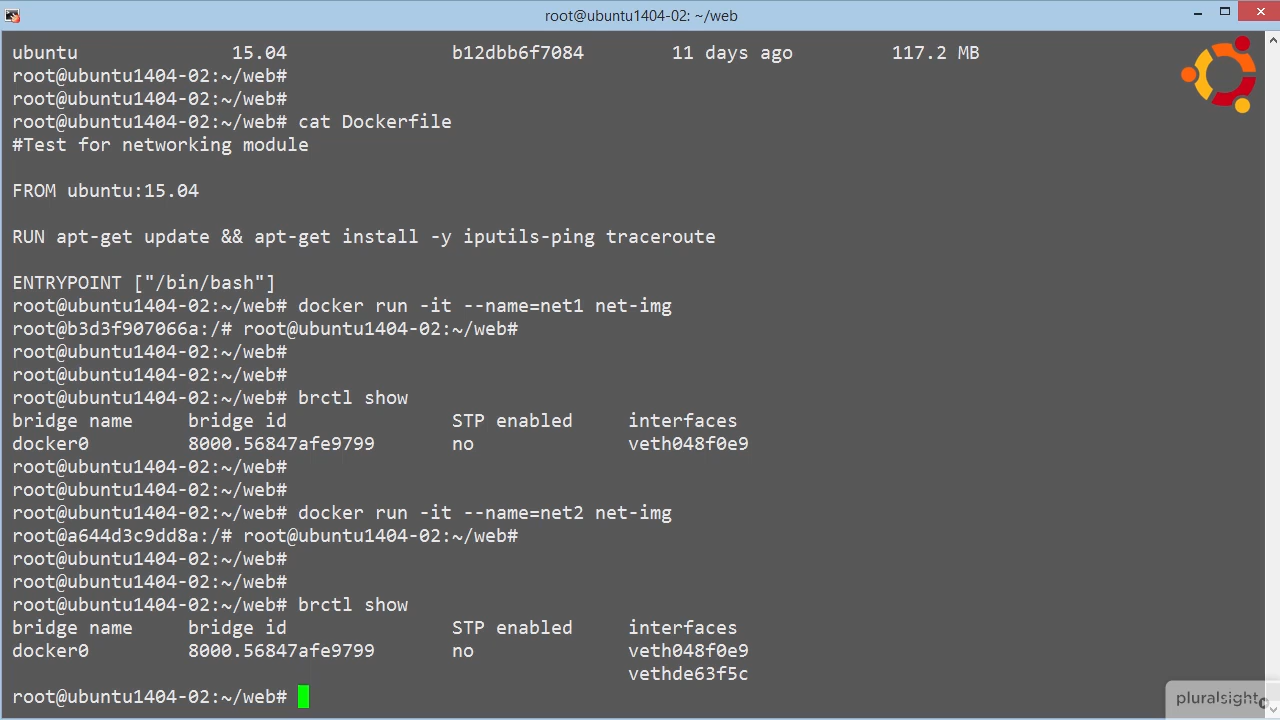 root@ubuntu1404-02: ~/web
ubuntu 15.04 b12dbb6f7084 11 days ago 117.2 MB
root@ubuntu1404-02:~/web#
root@ubuntu1404-02:~/web#
root@ubuntu1404-02:~/web# cat Dockerfile
#Test for networking module
FROM ubuntu:15.04
RUN apt-get update && apt-get install -y iputils-ping traceroute
ENTRYPOINT ["/bin/bash"]
root@ubuntu1404-02:~/web# docker run -it --name=net1 net-img
root@b3d3f907066a:/# root@ubuntu1404-02:~/web#
root@ubuntu1404-02:~/web#
root@ubuntu1404-02:~/web#
root@ubuntu1404-02:~/web# brctl show
bridge name bridge id STP enabled interfaces
docker0 8000.56847afe9799 no veth048f0e9
root@ubuntu1404-02:~/web#
root@ubuntu1404-02:~/web#
root@ubuntu1404-02:~/web# docker run -it --name=net2 net-img
root@a644d3c9dd8a:/# root@ubuntu1404-02:~/web#
root@ubuntu1404-02:~/web#
root@ubuntu1404-02:~/web#
root@ubuntu1404-02:~/web# brctl show
bridge name bridge id STP enabled interfaces
docker0 8000.56847afe9799 no veth048f0e9
vethde63f5c
root@ubuntu1404-02:~/web#
pluralsight